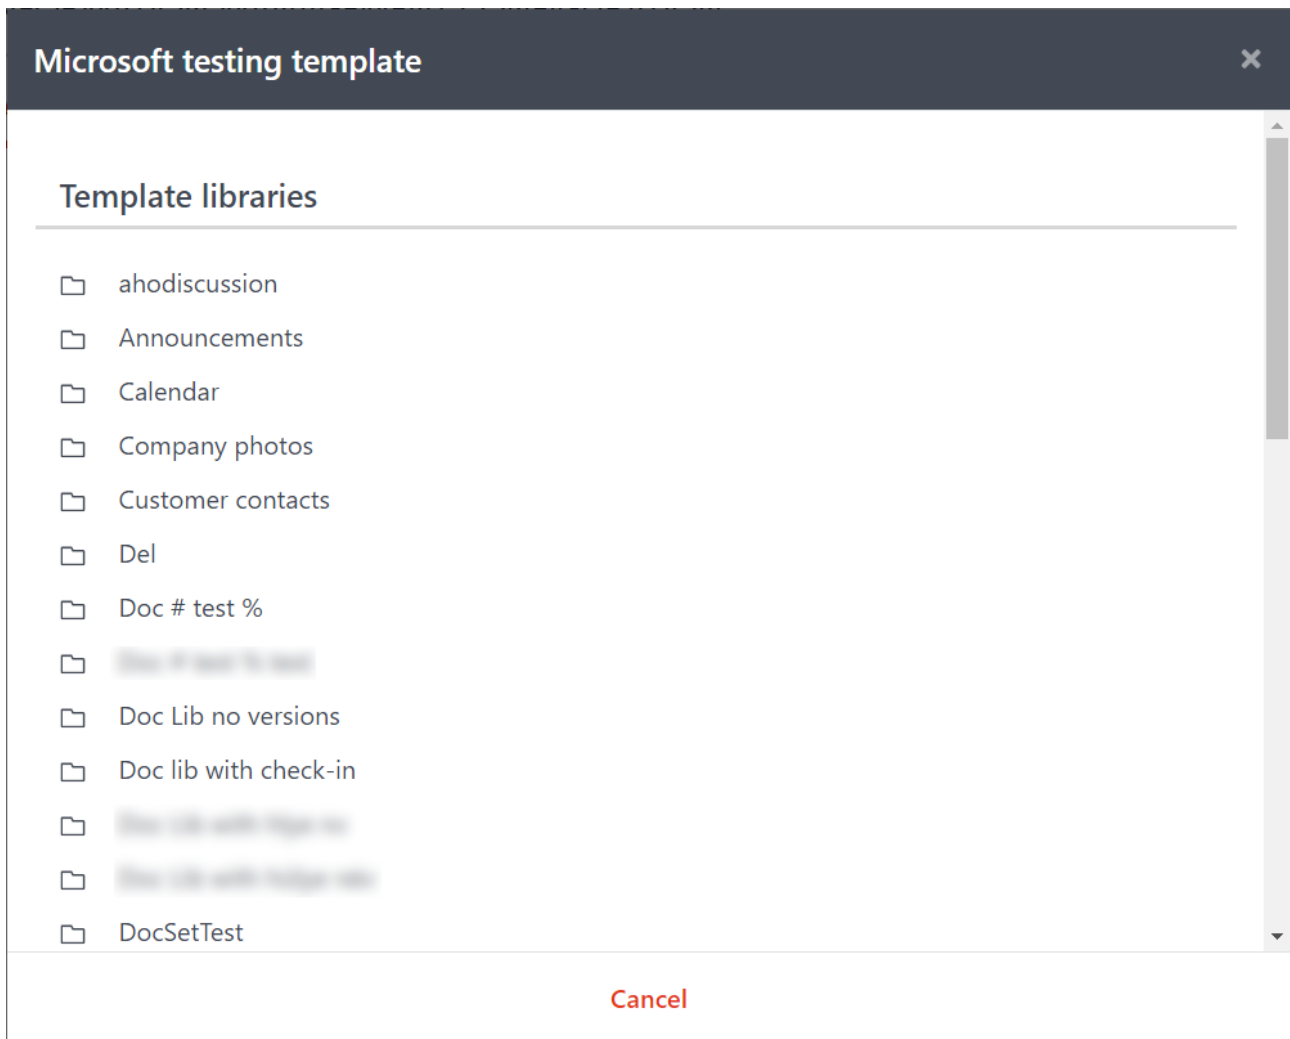 Microsoft testing template
Template libraries
ahodiscussion
Announcements
Calendar
Company photos
Customer contacts
Del
Doc # test %
Doc Lib no versions
Doc lib with check-in
DocSetTest
Cancel